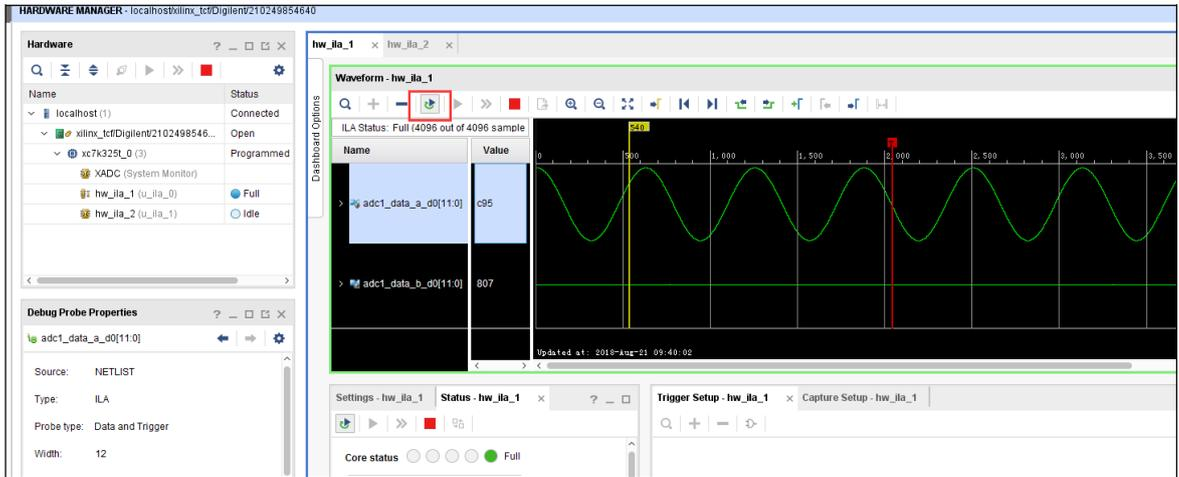 HARDWARE MANAGER - localhost/xilinx_tcf/Digilent/210249854640
Hardware
Name Status
localhost (1) Connected
xilinx_tcf/Digilent/2102498546... Open
xc7k325t_0 (3) Programmed
XADC (System Monitor)
hw_ila_1 (u_ila_0) Full
hw_ila_2 (u_ila_1) Idle
Debug Probe Properties
adc1_data_a_d0[11:0]
Source: NETLIST
Type: ILA
Probe type: Data and Trigger
Width: 12
hw_ila_1 hw_ila_2
Dashboard Options
Waveform - hw_ila_1
ILA Status: Full (4096 out of 4096 sample
Name Value
adc1_data_a_d0[11:0] c95
adc1_data_b_d0[11:0] 807
540
0 500 1,000 1,500 2,000 2,500 3,000 3,500
Updated at: 2018-Aug-21 09:40:02
Settings - hw_ila_1 Status - hw_ila_1
Core status Full
Trigger Setup - hw_ila_1 Capture Setup - hw_ila_1